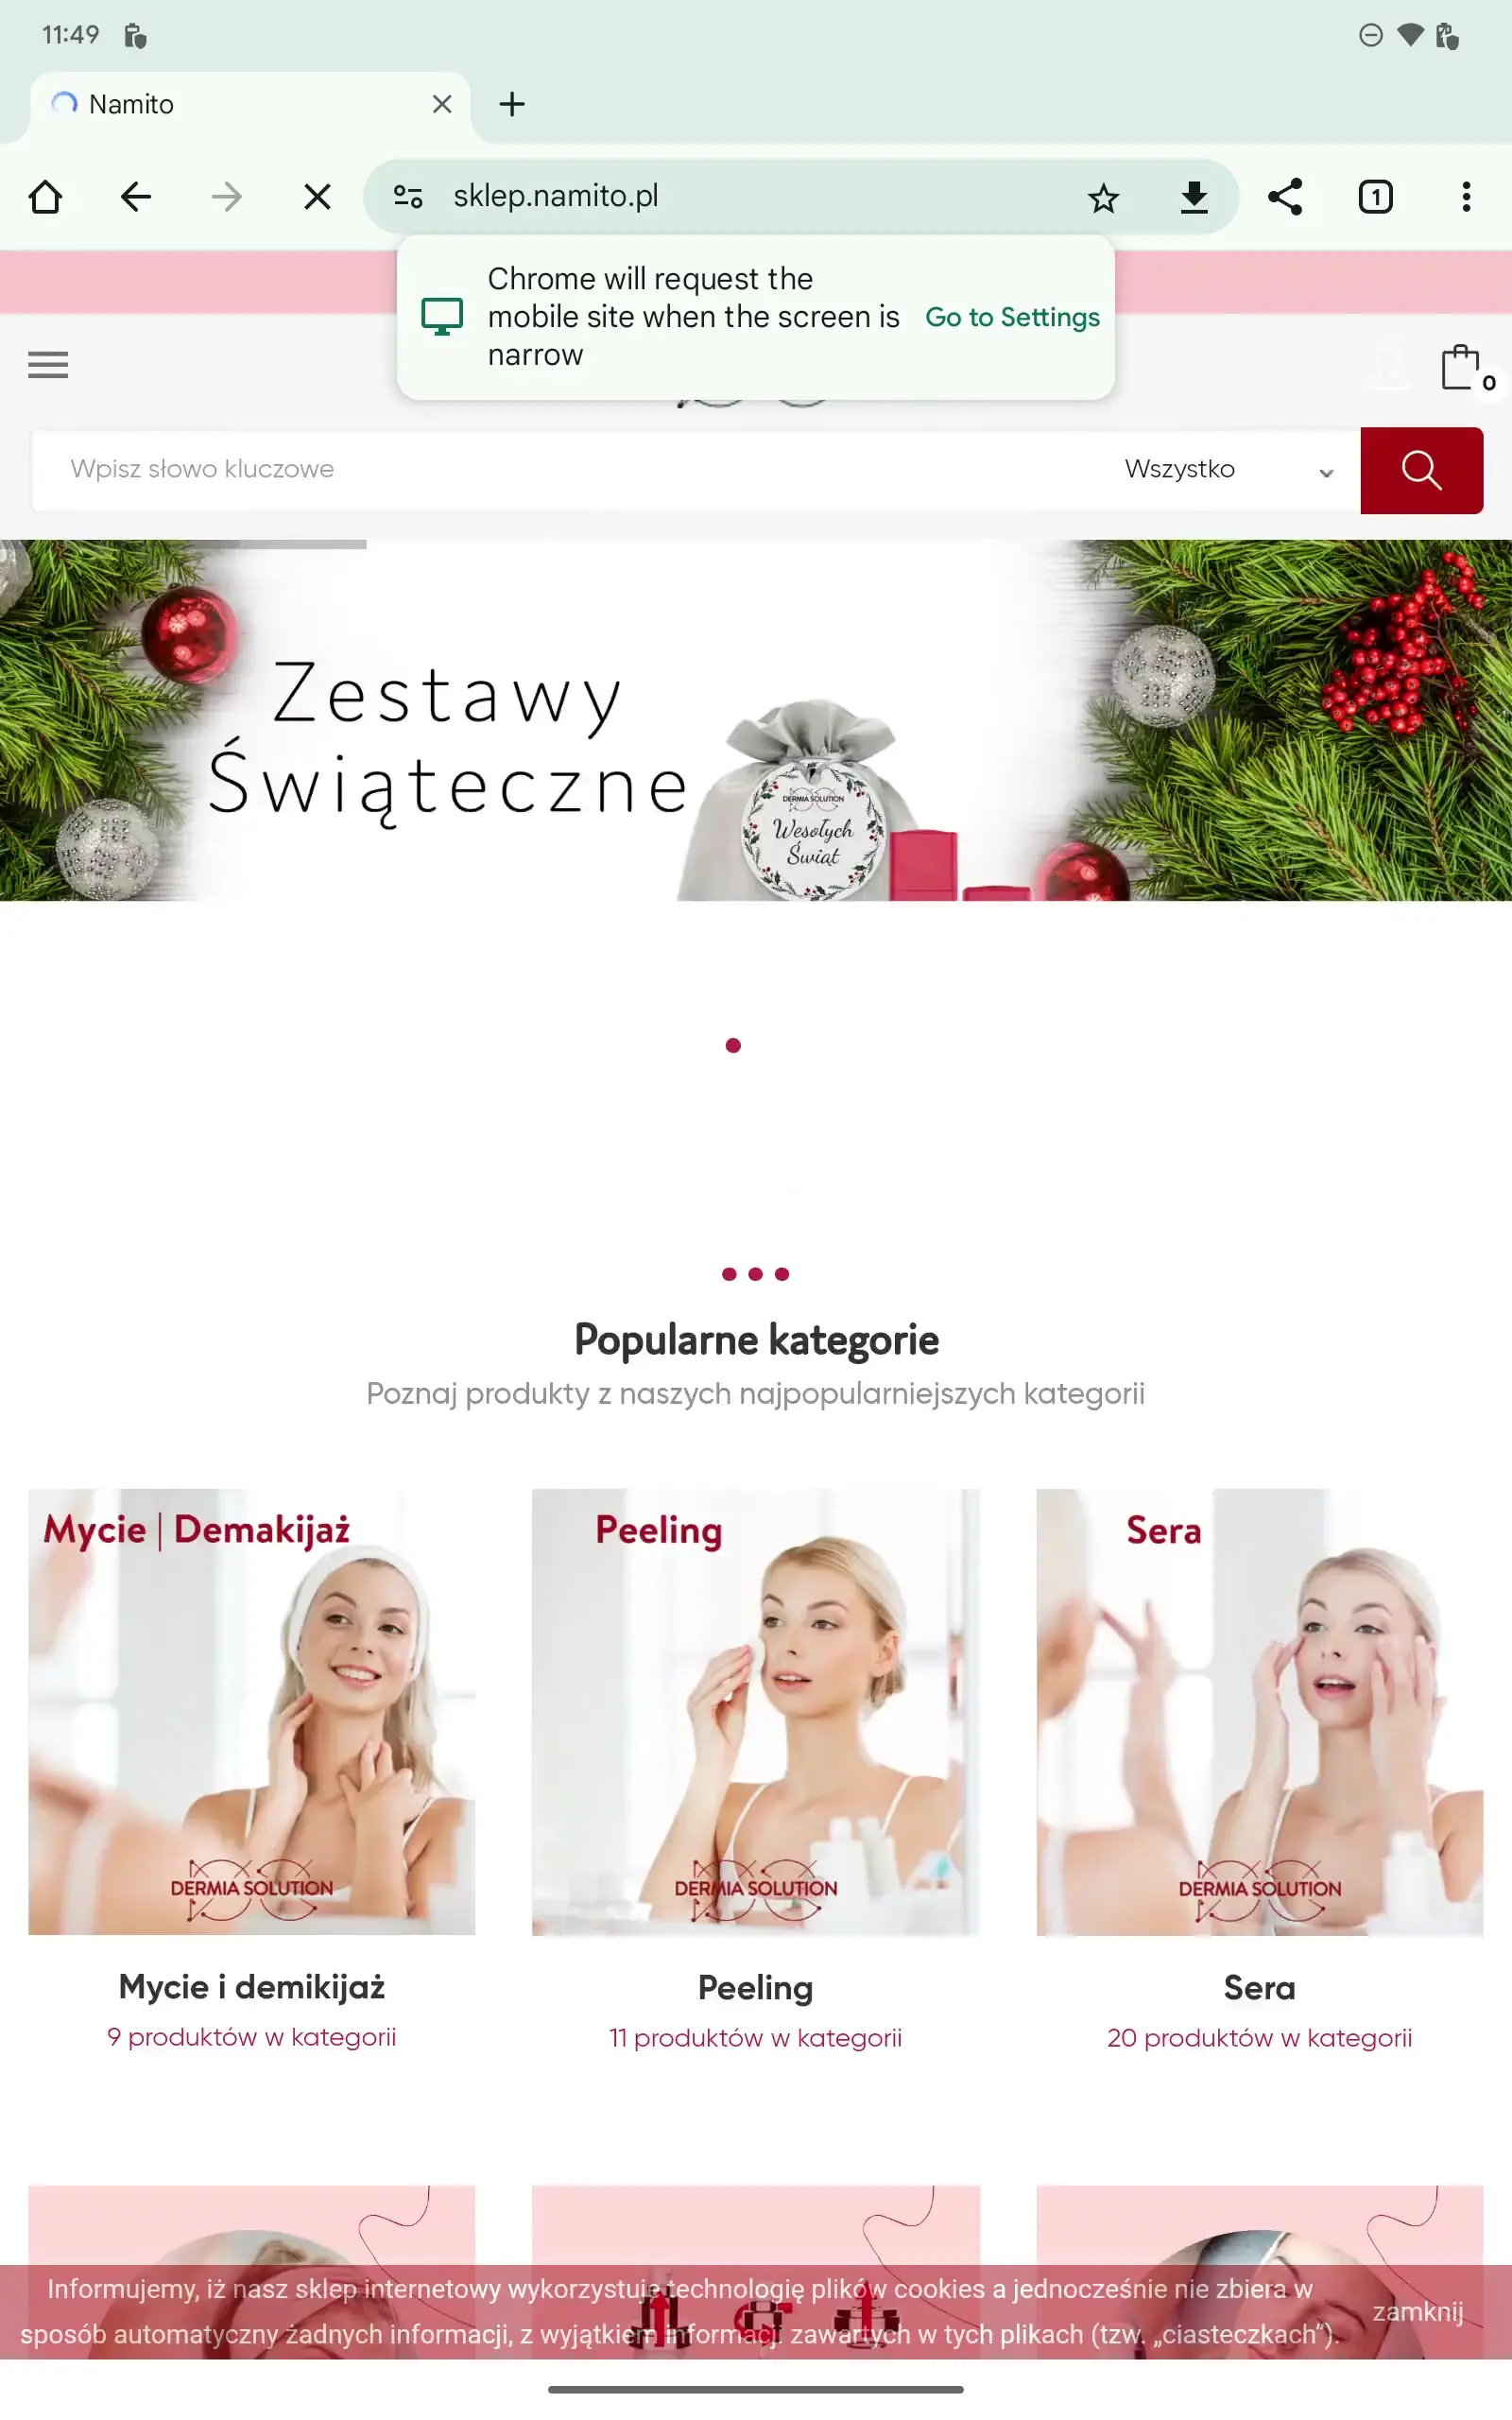 11:49
Namito
sklep.namito.pl
1
Chrome will request the
mobile site when the screen is
narrow
Go to Settings
0
Wpisz słowo kluczowe
Wszystko
Zestawy
Świąteczne
DERMIA SOLUTION
Wesołych
Świąt
Popularne kategorie
Poznaj produkty z naszych najpopularniejszych kategorii
Mycie | Demakijaż
Peeling
Sera
DERMIA SOLUTION
DERMIA SOLUTION
DERMIA SOLUTION
Mycie i demikijaż
Peeling
Sera
9 produktów w kategorii
11 produktów w kategorii
20 produktów w kategorii
Informujemy, iż nasz sklep internetowy wykorzystuje technologię plików cookies a jednocześnie nie zbiera w
sposób automatyczny żadnych informacji, z wyjątkiem informacji zawartych w tych plikach (tzw. „ciasteczkach”).
zamknij